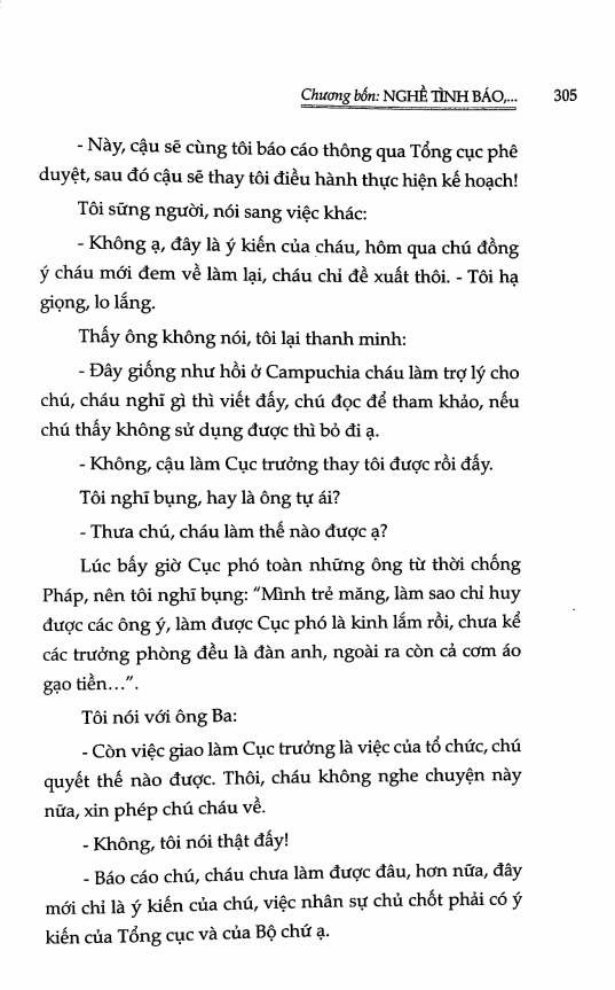 Chương bốn: NGHỀ TÌNH BÁO,... 305
- Này, cậu sẽ cùng tôi báo cáo thông qua Tổng cục phê
duyệt, sau đó cậu sẽ thay tôi điều hành thực hiện kế hoạch!
Tôi sững người, nói sang việc khác:
- Không ạ, đây là ý kiến của cháu, hôm qua chú đồng
ý cháu mới đem về làm lại, cháu chỉ đề xuất thôi. - Tôi hạ
giọng, lo lắng.
Thấy ông không nói, tôi lại thanh minh:
- Đây giống như hồi ở Campuchia cháu làm trợ lý cho
chú, cháu nghĩ gì thì viết đấy, chú đọc để tham khảo, nếu
chú thấy không sử dụng được thì bỏ đi ạ.
- Không, cậu làm Cục trưởng thay tôi được rồi đấy.
Tôi nghĩ bụng, hay là ông tự ái?
- Thưa chú, cháu làm thế nào được ạ?
Lúc bấy giờ Cục phó toàn những ông từ thời chống
Pháp, nên tôi nghĩ bụng: “Mình trẻ măng, làm sao chỉ huy
được các ông ý, làm được Cục phó là kinh lắm rồi, chưa kể
các trưởng phòng đều là đàn anh, ngoài ra còn cả cơm áo
gạo tiền...”.
Tôi nói với ông Ba:
- Còn việc giao làm Cục trưởng là việc của tổ chức, chú
quyết thế nào được. Thôi, cháu không nghe chuyện này
nữa, xin phép chú cháu về.
- Không, tôi nói thật đấy!
- Báo cáo chú, cháu chưa làm được đâu, hơn nữa, đây
mới chỉ là ý kiến của chú, việc nhân sự chủ chốt phải có ý
kiến của Tổng cục và của Bộ chứ ạ.